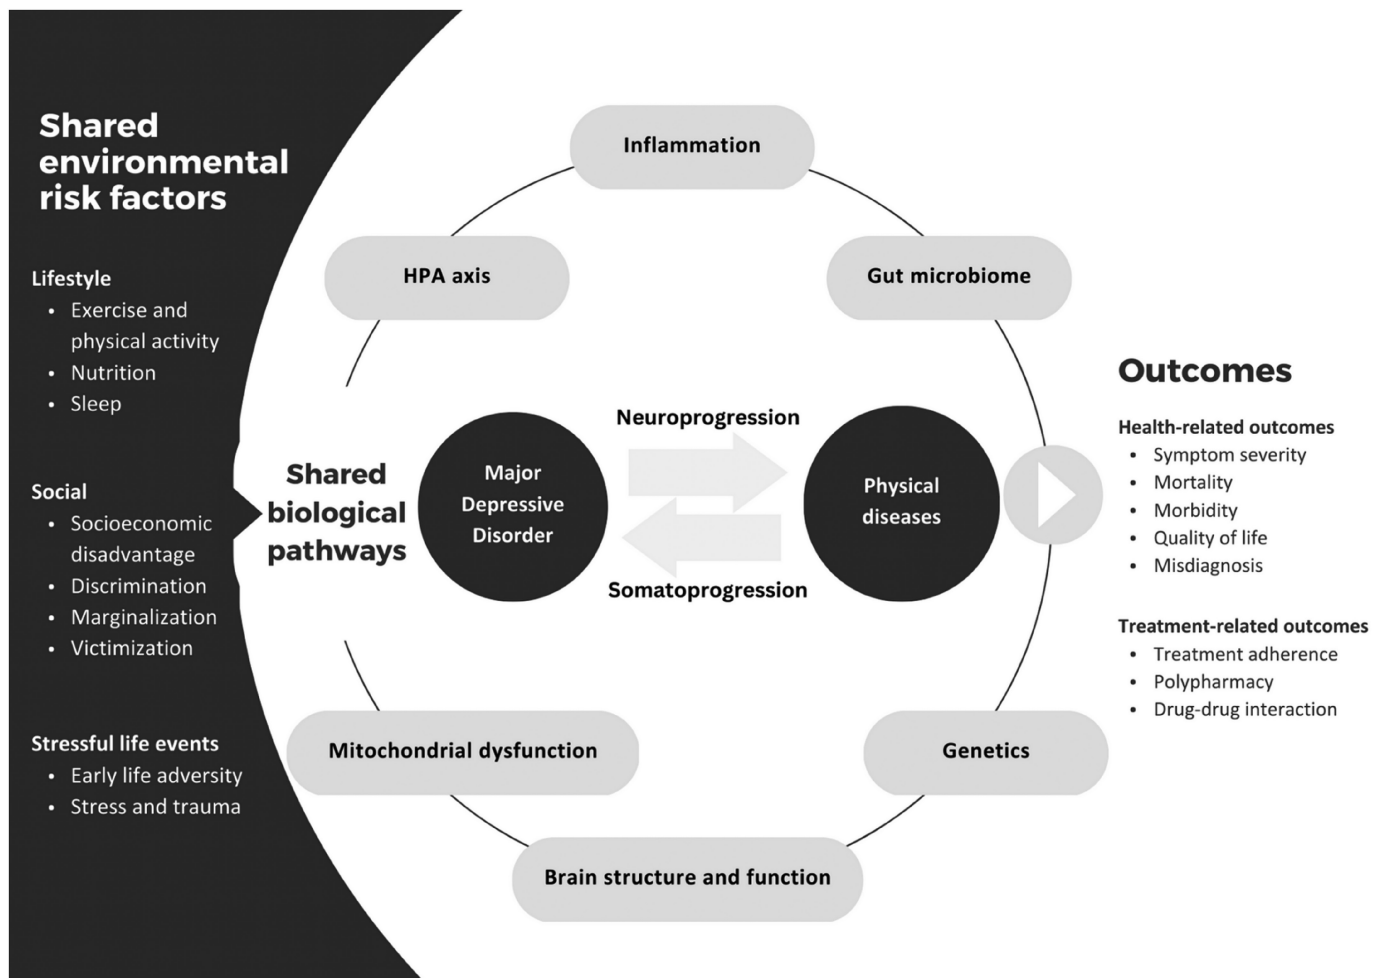 Shared
environmental
risk factors
Lifestyle
• Exercise and
physical activity
• Nutrition
• Sleep
Social
• Socioeconomic
disadvantage
• Discrimination
• Marginalization
• Victimization
Stressful life events
• Early life adversity
• Stress and trauma
Shared
biological
pathways
Inflammation
HPA axis
Gut microbiome
Neuroprogression
Major
Depressive
Disorder
Physical
diseases
Somatoprogression
Mitochondrial dysfunction
Genetics
Brain structure and function
Outcomes
Health-related outcomes
• Symptom severity
• Mortality
• Morbidity
• Quality of life
• Misdiagnosis
Treatment-related outcomes
• Treatment adherence
• Polypharmacy
• Drug-drug interaction